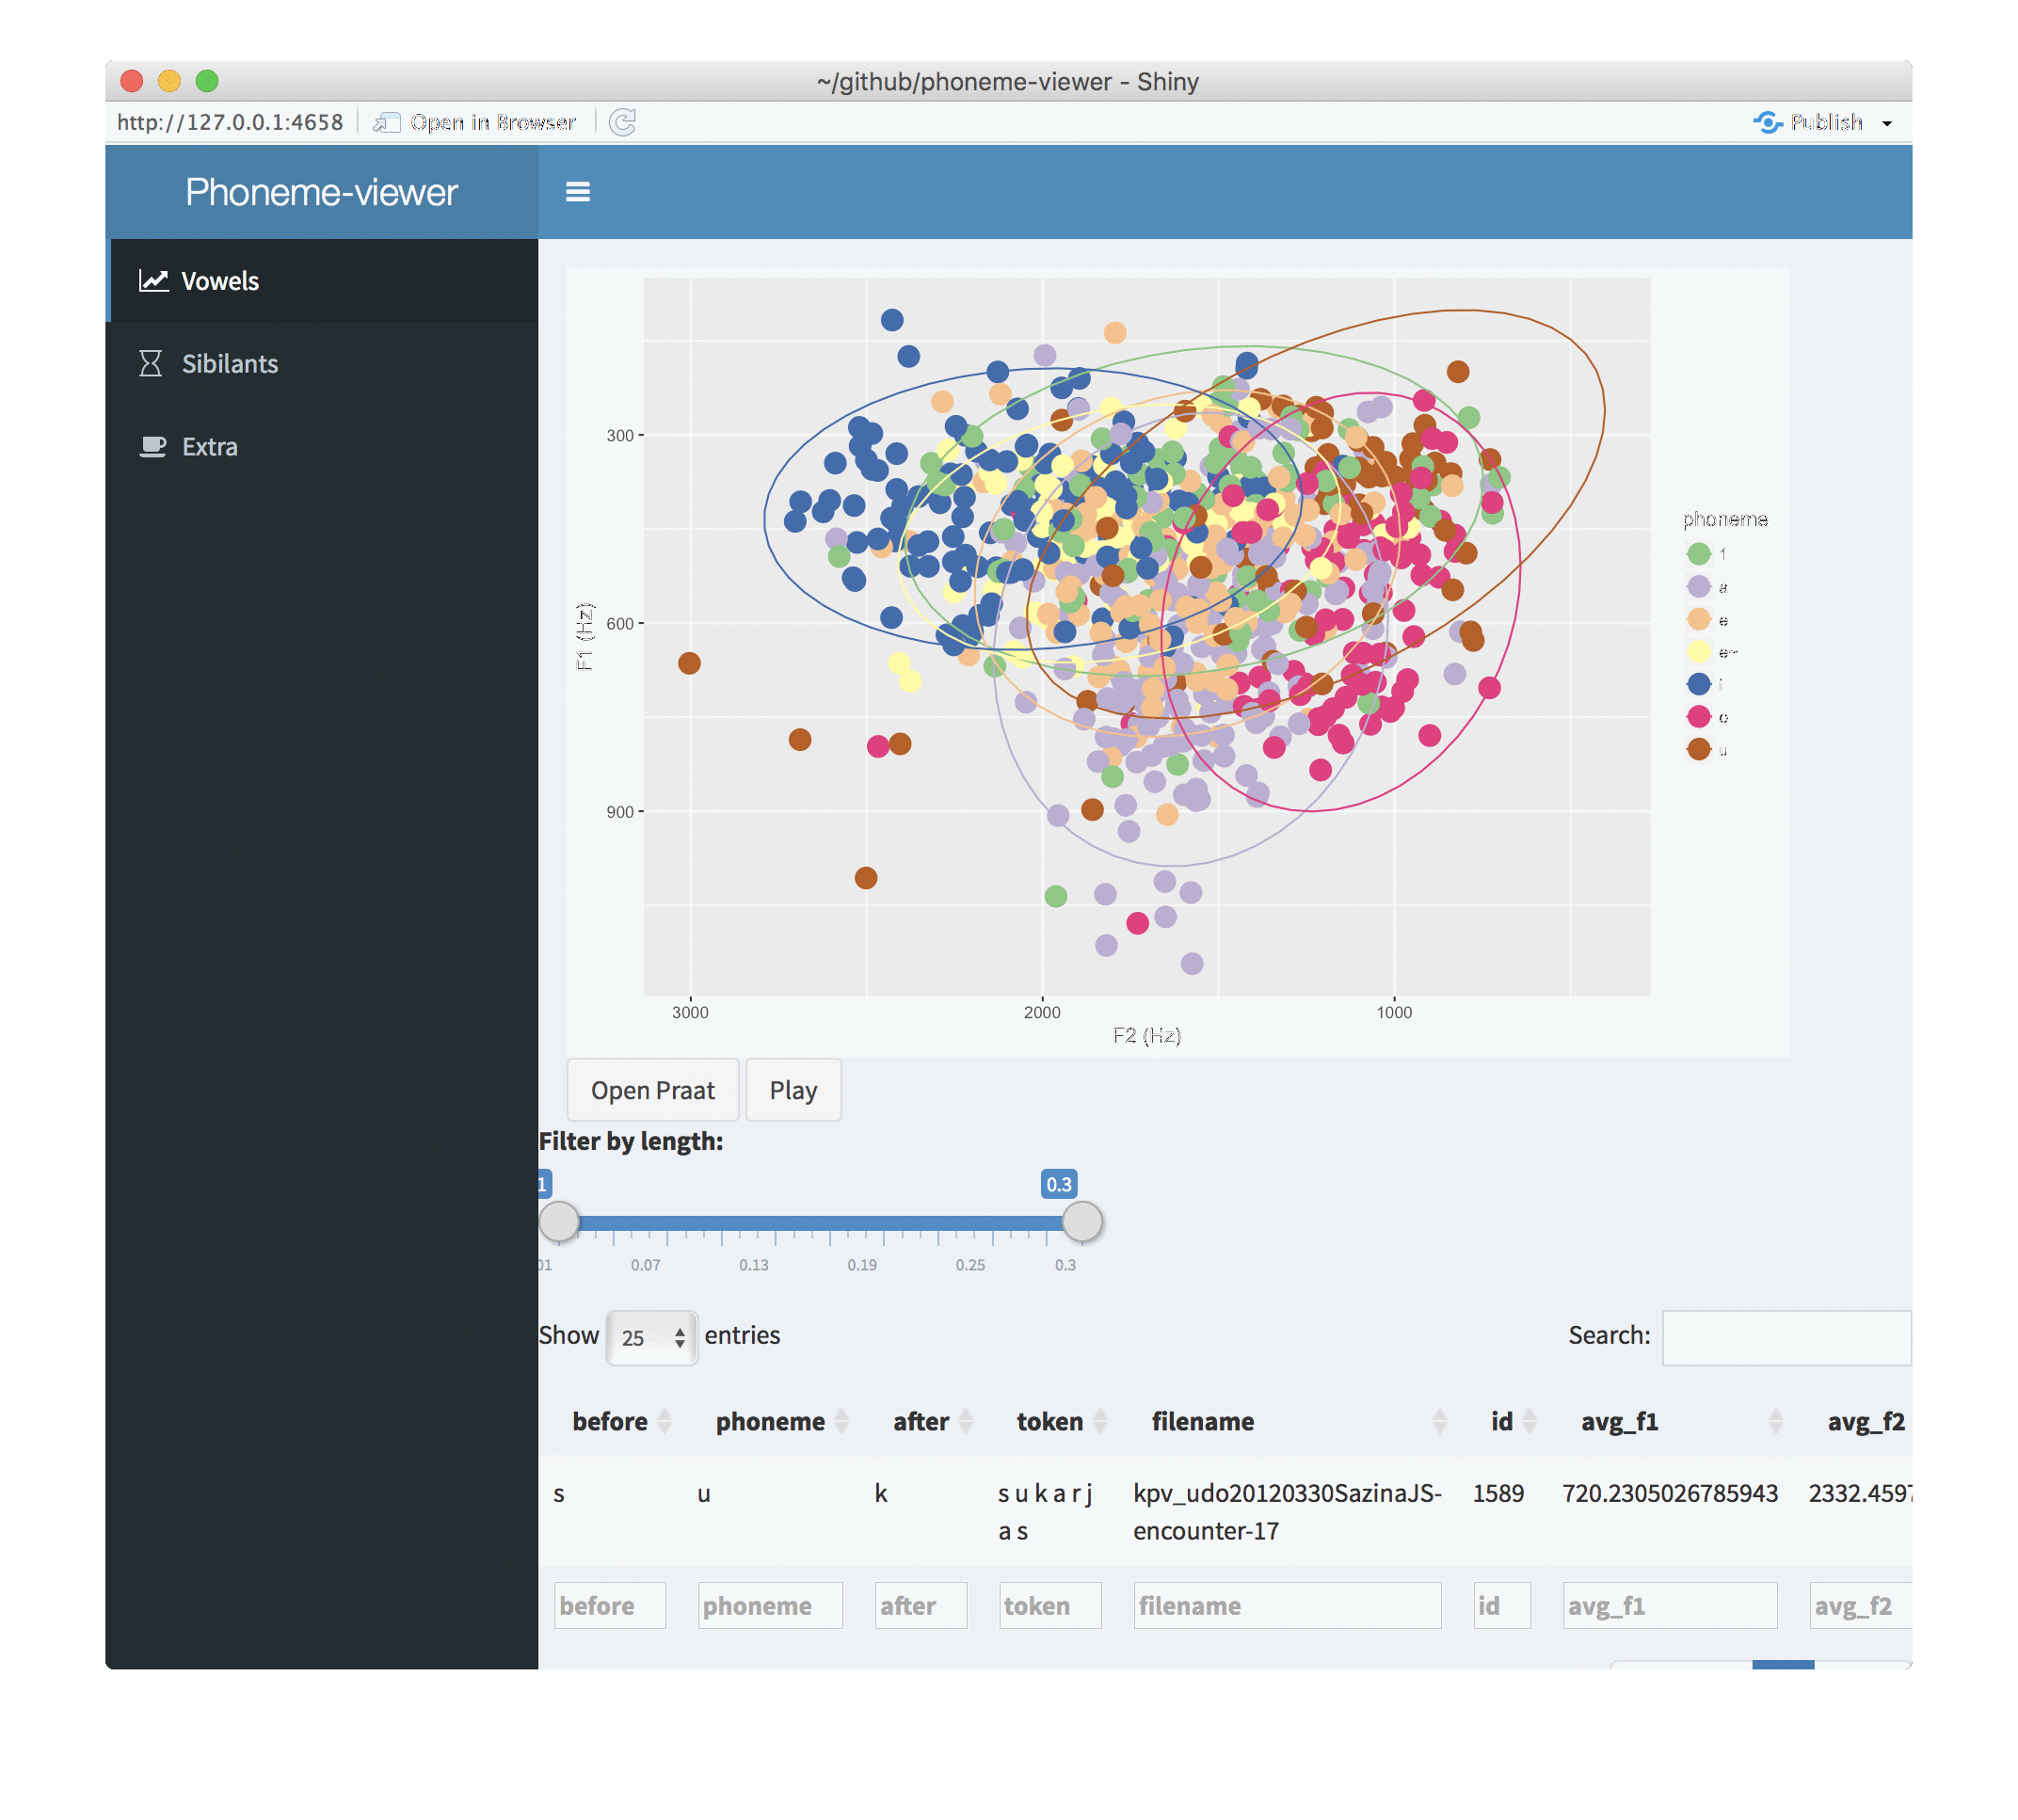 ~/github/phoneme-viewer - Shiny
http://127.0.0.1:4658 Open in Browser Publish
Phoneme-viewer
Vowels
Sibilants
Extra
300
600
900
F1 (Hz)
3000 2000 1000
F2 (Hz)
phoneme
a
e
e~
i
o
u
Open Praat Play
Filter by length:
1 0.3
01 0.07 0.13 0.19 0.25 0.3
Show 25 entries Search:
before phoneme after token filename id avg_f1 avg_f2
s u k s u k a r j kpv_udo20120330SazinaJS- 1589 720.2305026785943 2332.4597
a s encounter-17
before phoneme after token filename id avg_f1 avg_f2